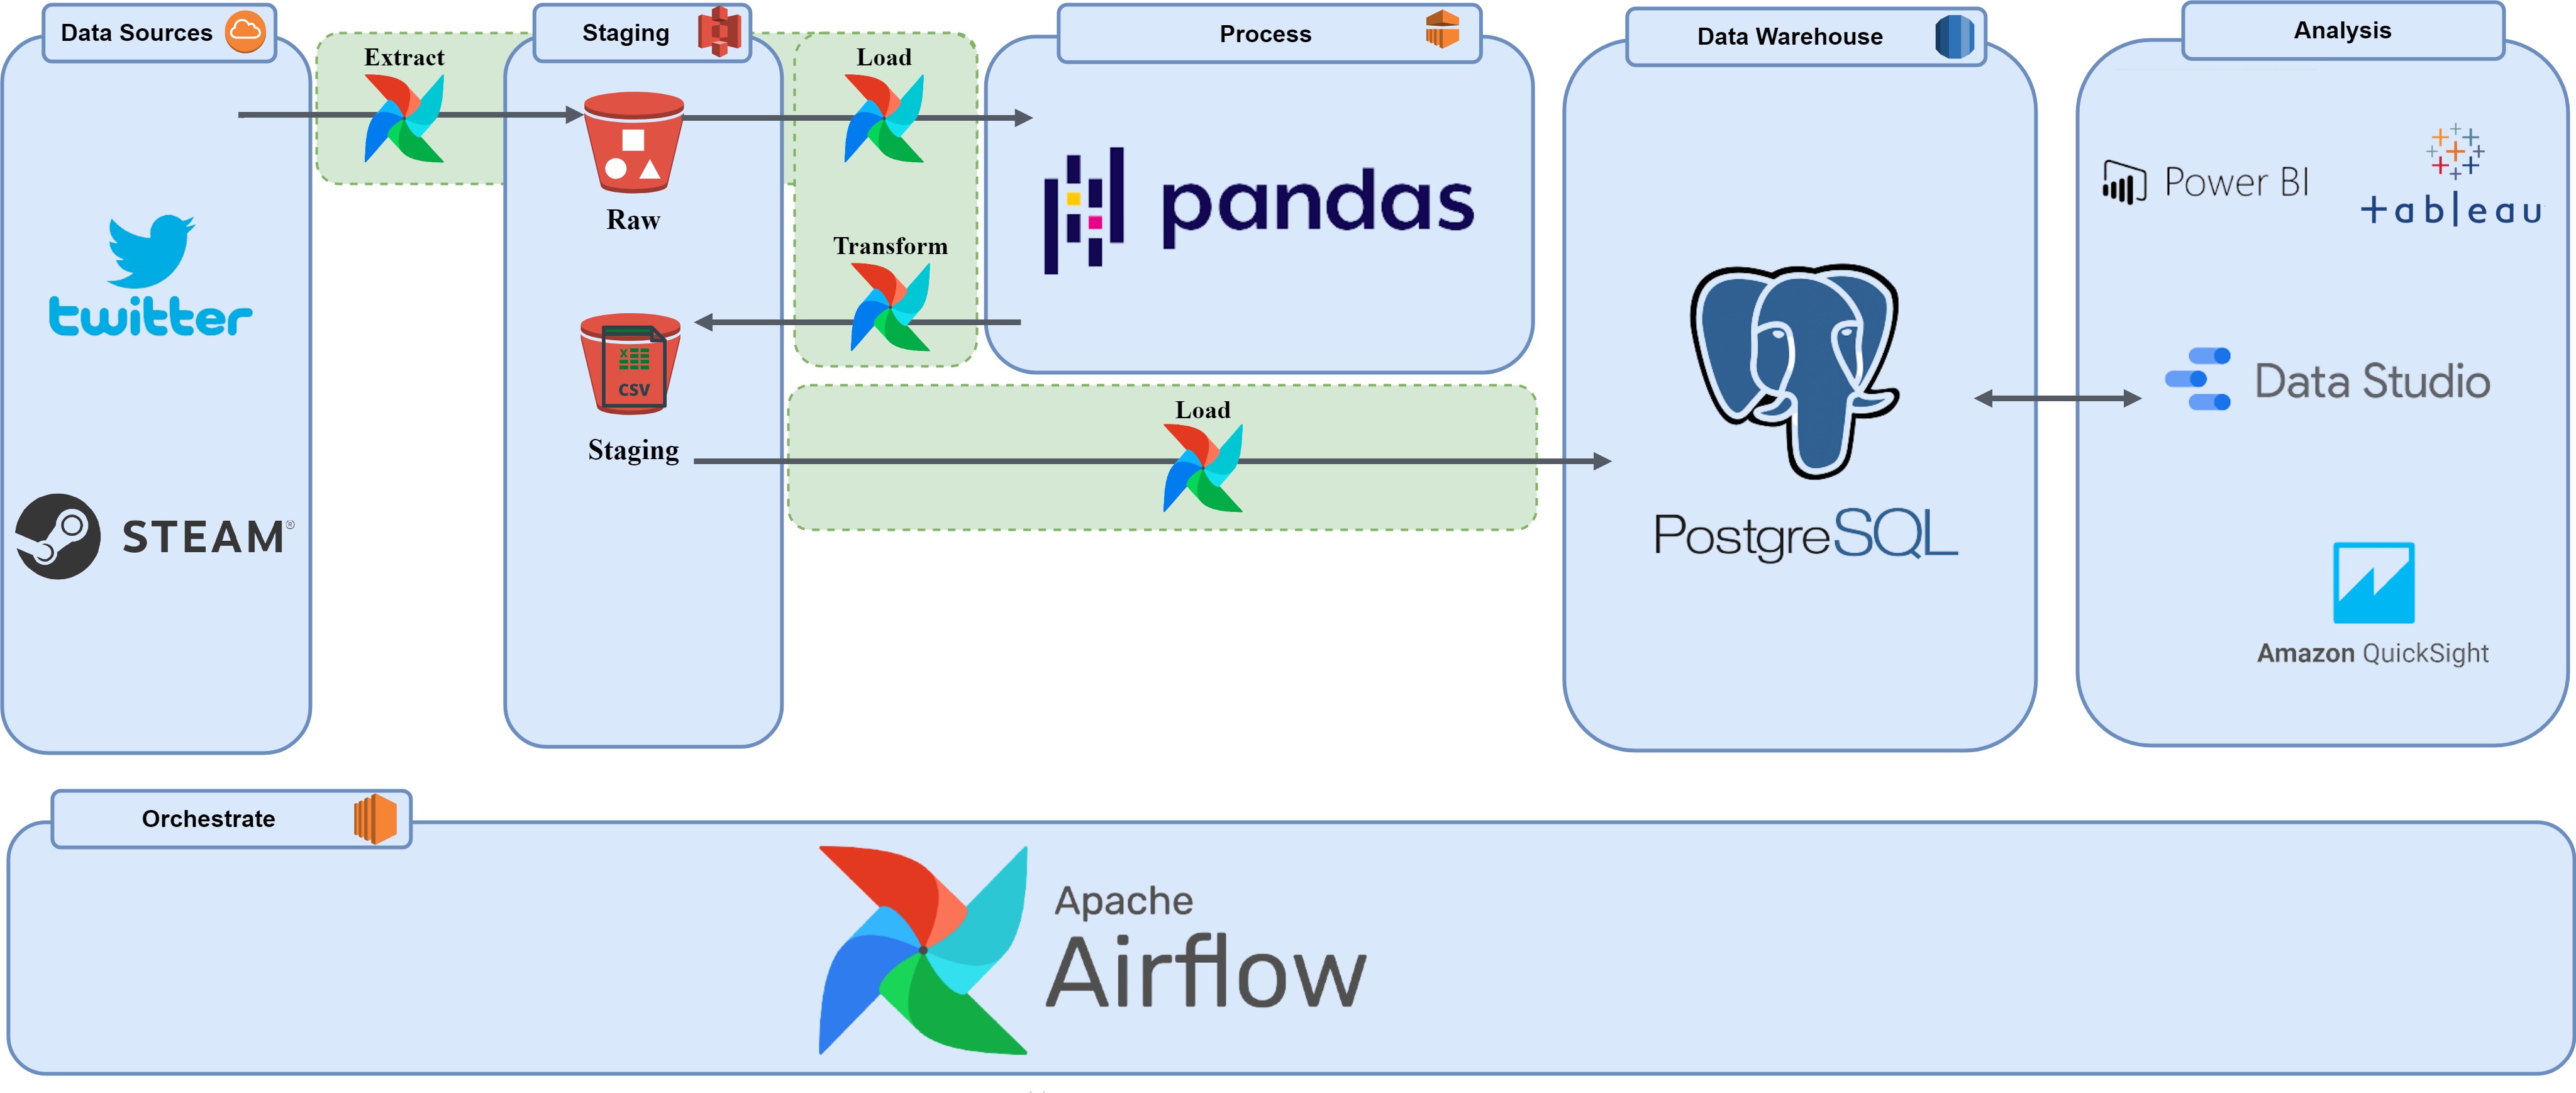 Data Sources
Staging
Process
Data Warehouse
Analysis
Extract
Load
Raw
Transform
pandas
twitter
CSV
Staging
Load
STEAM®
PostgreSQL
Power BI
+ableau
Data Studio
Amazon QuickSight
Orchestrate
Apache
Airflow